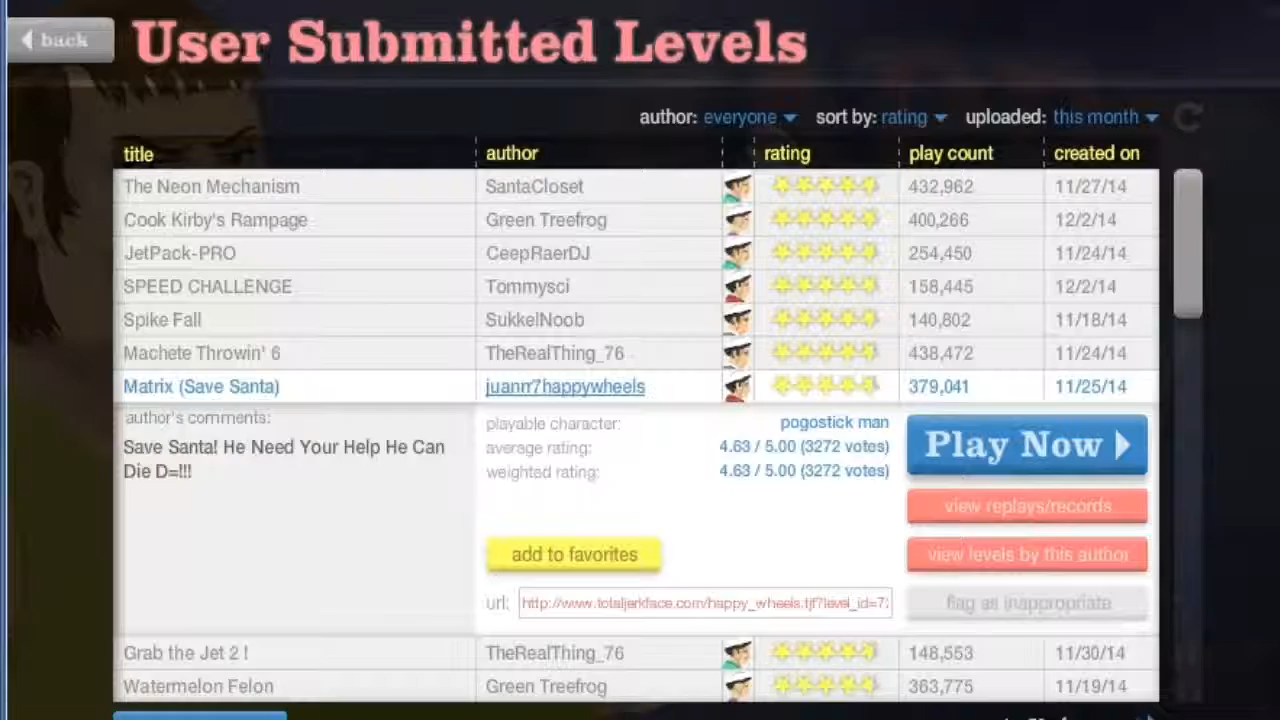 back
User Submitted Levels
author: everyone sort by: rating uploaded: this month
title author rating play count created on
The Neon Mechanism SantaCloset 432,962 11/27/14
Cook Kirby's Rampage Green Treefrog 400,266 12/2/14
JetPack-PRO CeepRaerDJ 254,450 11/24/14
SPEED CHALLENGE Tommysci 158,445 12/2/14
Spike Fall SukkelNoob 140,802 11/18/14
Machete Throwin' 6 TheRealThing_76 438,472 11/24/14
Matrix (Save Santa) juanrr7happywheels 379,041 11/25/14
author's comments:
Save Santa! He Need Your Help He Can
Die D=!!!
playable character: pogostick man
average rating: 4.63 / 5.00 (3272 votes)
weighted rating: 4.63 / 5.00 (3272 votes)
add to favorites
url: http://www.totaljerkface.com/happy_wheels.tjf?level_id=7
Play Now
view replays/records
view levels by this author
flag as inappropriate
Grab the Jet 2 ! TheRealThing_76 148,553 11/30/14
Watermelon Felon Green Treefrog 363,775 11/19/14